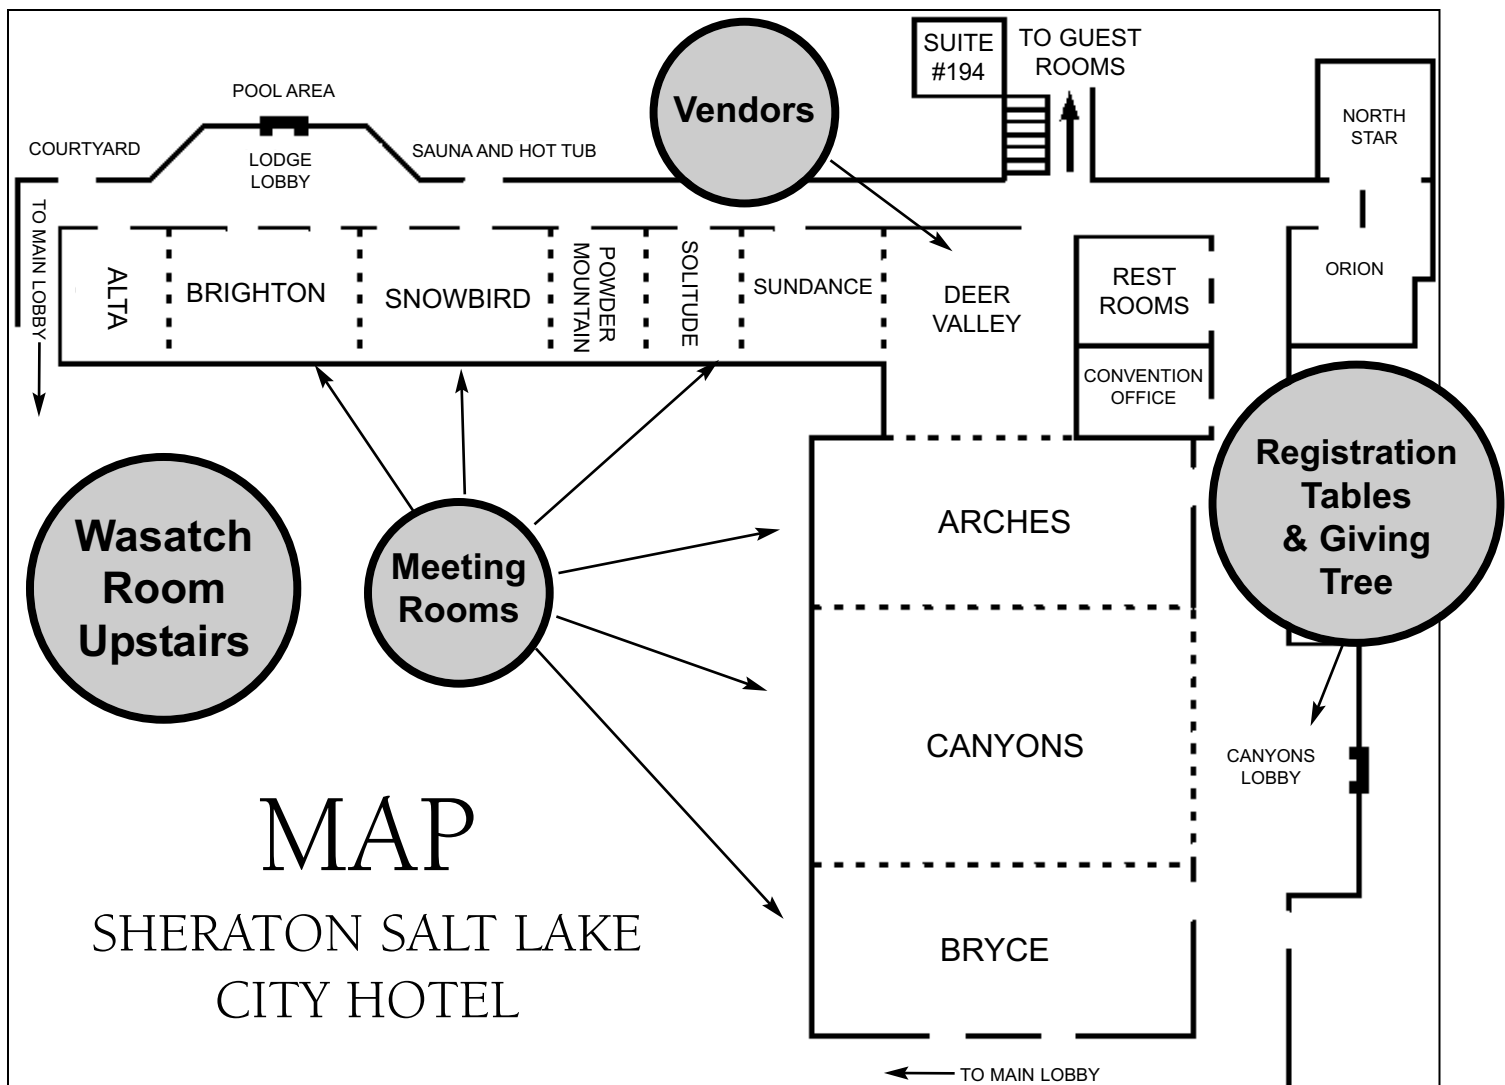 SUITE
#194
TO GUEST
ROOMS
Vendors
POOL AREA
NORTH
STAR
COURTYARD
LODGE
LOBBY
SAUNA AND HOT TUB
TO MAIN LOBBY
ALTA
BRIGHTON
SNOWBIRD
POWDER
MOUNTAIN
SOLITUDE
SUNDANCE
DEER
VALLEY
REST
ROOMS
ORION
CONVENTION
OFFICE
Registration
Tables
& Giving
Tree
Wasatch
Room
Upstairs
Meeting
Rooms
ARCHES
CANYONS
CANYONS
LOBBY
MAP
SHERATON SALT LAKE
CITY HOTEL
BRYCE
TO MAIN LOBBY